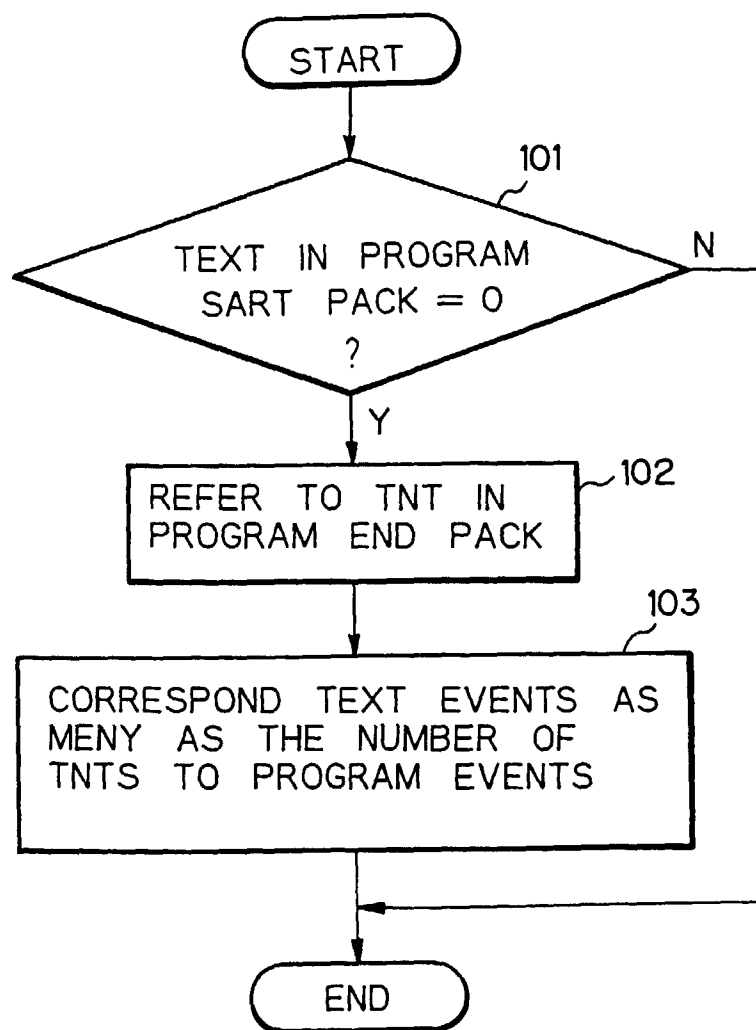 START
101
TEXT IN PROGRAM
SART PACK = 0
?
N
Y
REFER TO TNT IN
PROGRAM END PACK
102
103
CORRESPOND TEXT EVENTS AS
MENY AS THE NUMBER OF
TNTS TO PROGRAM EVENTS
END